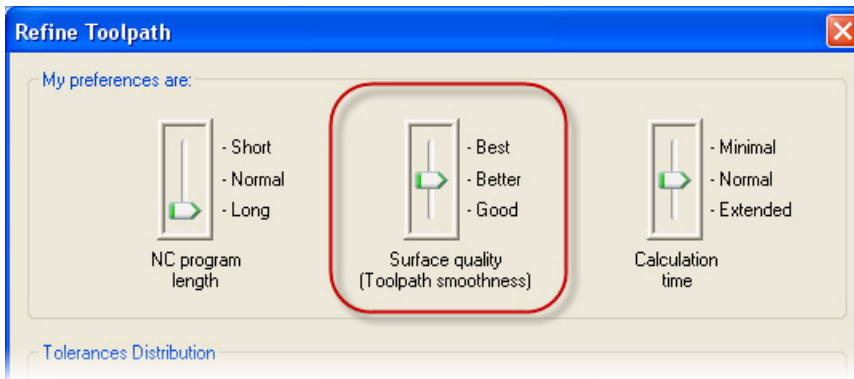 Refine Toolpath
My preferences are:
- Short
- Normal
- Long
NC program
length
- Best
- Better
- Good
Surface quality
(Toolpath smoothness)
- Minimal
- Normal
- Extended
Calculation
time
Tolerances Distribution